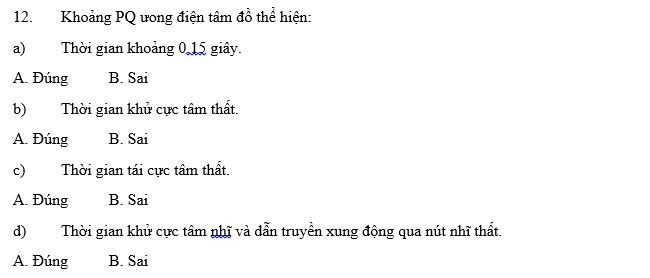 12. Khoảng PQ ưong điện tâm đồ thể hiện:
a) Thời gian khoảng 0,15 giây.
A. Đúng B. Sai
b) Thời gian khử cực tâm thất.
A. Đúng B. Sai
c) Thời gian tái cực tâm thất.
A. Đúng B. Sai
d) Thời gian khử cực tâm nhĩ và dẫn truyền xung động qua nút nhĩ thất.
A. Đúng B. Sai